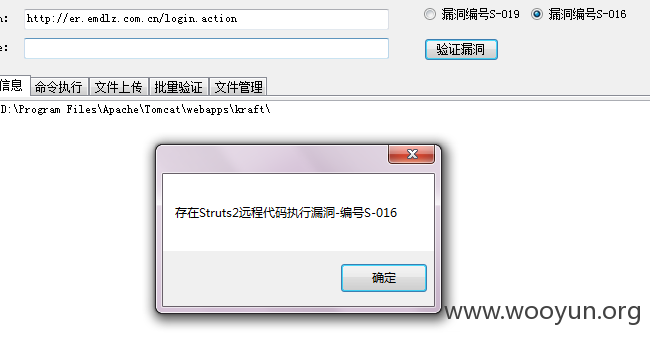 n: http://er.emdlz.com.cn/login.action 漏洞编号S-019 漏洞编号S-016
e: 验证漏洞
信息 命令执行 文件上传 批量验证 文件管理
D:\Program Files\Apache\Tomcat\webapps\kraft\
存在Struts2远程代码执行漏洞-编号S-016
确定
www.wooyun.org